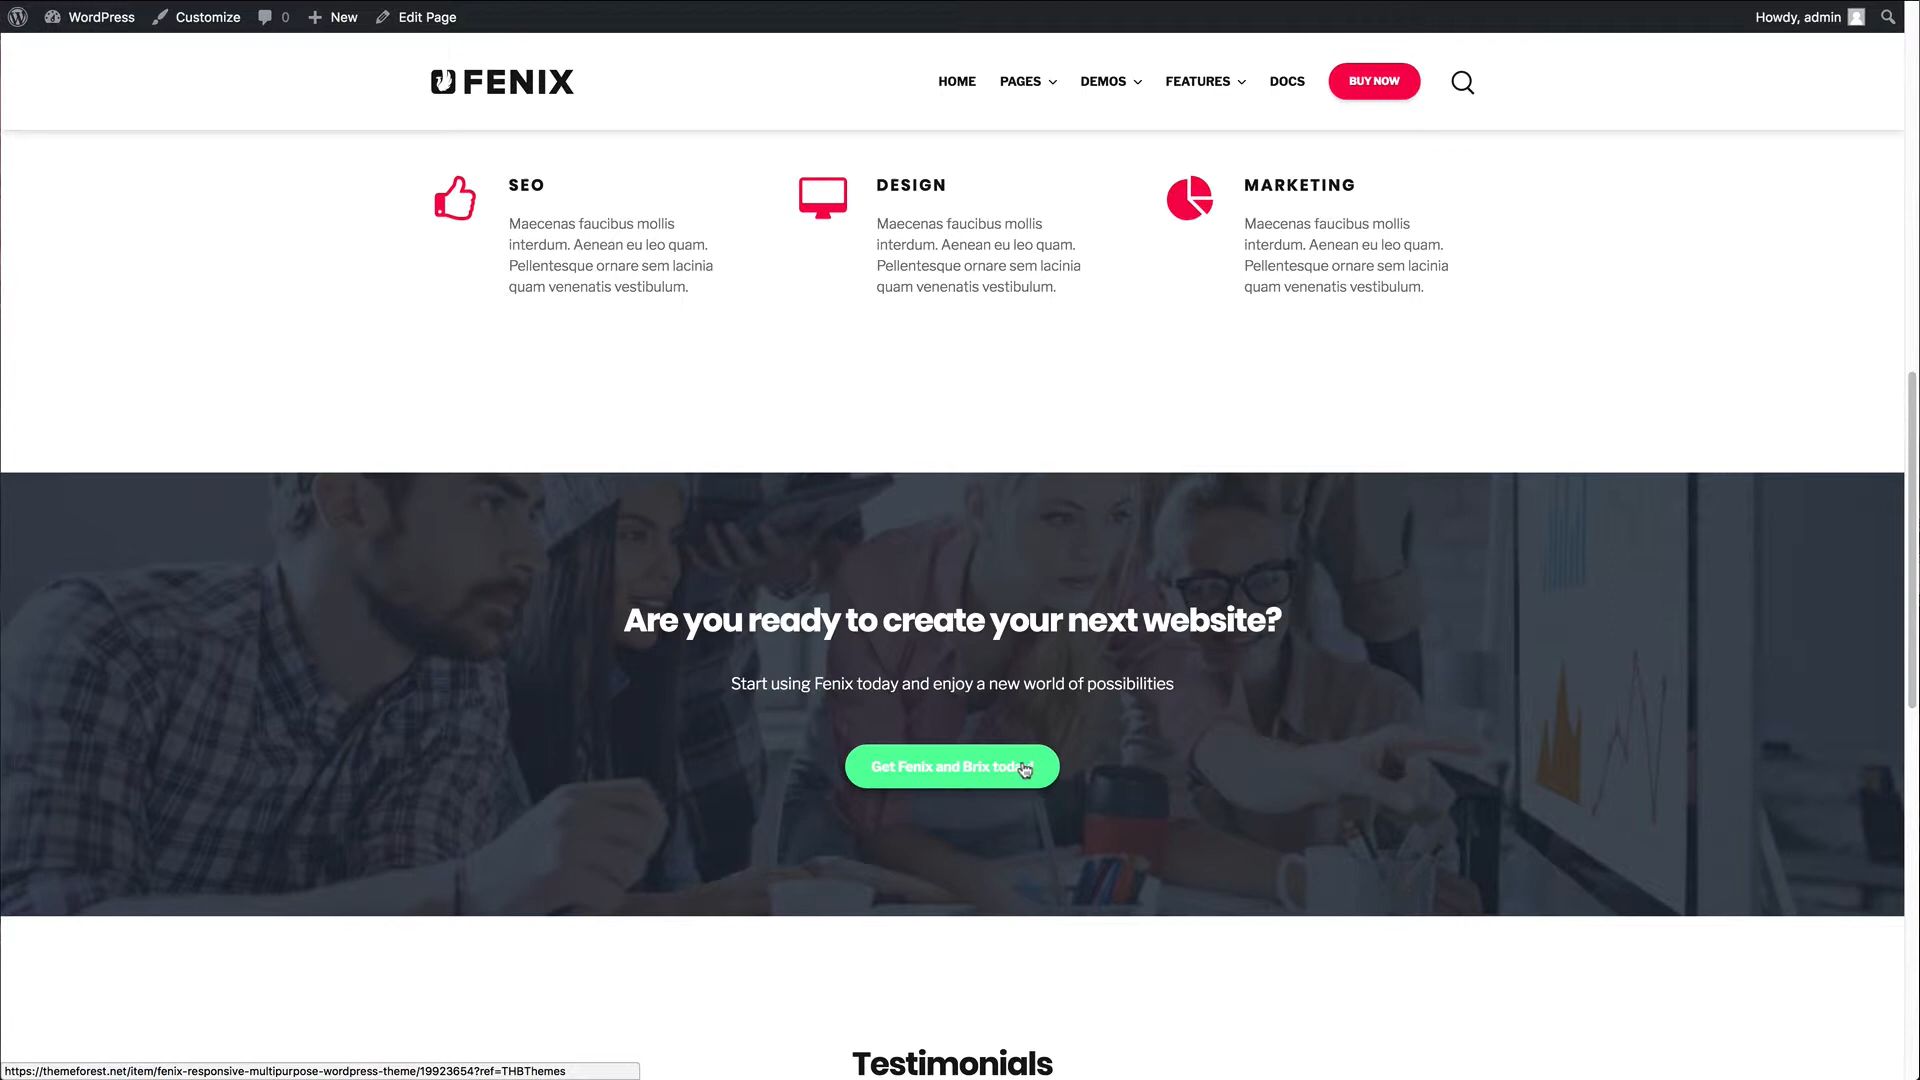 WordPress Customize 0 New Edit Page Howdy, admin
FENIX HOME PAGES DEMOS FEATURES DOCS BUY NOW
SEO
Maecenas faucibus mollis
interdum. Aenean eu leo quam.
Pellentesque ornare sem lacinia
quam venenatis vestibulum.
DESIGN
Maecenas faucibus mollis
interdum. Aenean eu leo quam.
Pellentesque ornare sem lacinia
quam venenatis vestibulum.
MARKETING
Maecenas faucibus mollis
interdum. Aenean eu leo quam.
Pellentesque ornare sem lacinia
quam venenatis vestibulum.
Are you ready to create your next website?
Start using Fenix today and enjoy a new world of possibilities
Get Fenix and Brix
Testimonials
https://themeforest.net/item/fenix-responsive-multipurpose-wordpress-theme/19923654?ref=THBThemes